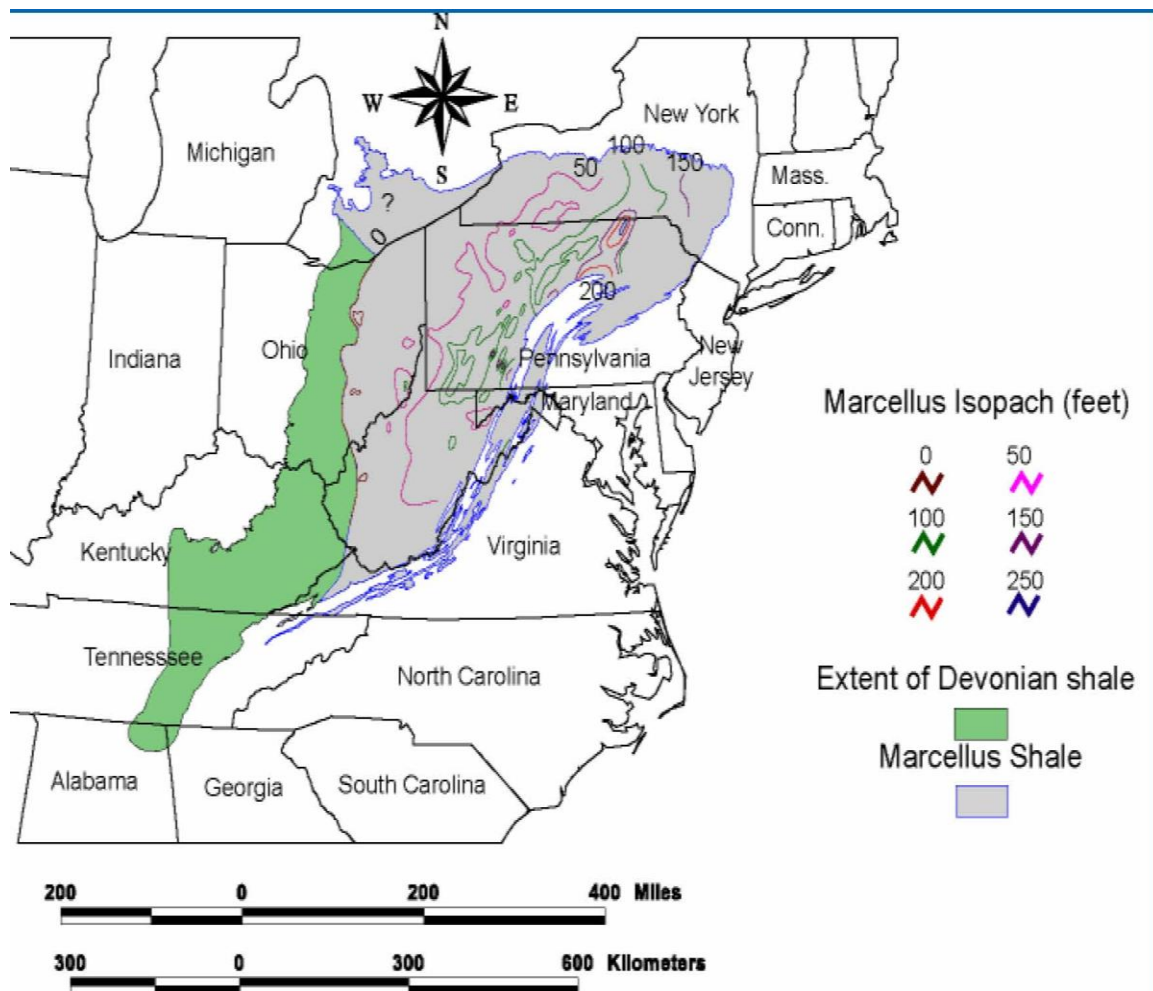 N
W E
S
Michigan
New York
100
50
150
Mass.
?
Conn.
0
200
Indiana
Ohio
Pennsylvania
New
Jersey
Maryland
Kentucky
Virginia
Tennesssee
North Carolina
Alabama
Georgia
South Carolina
Marcellus Isopach (feet)
0 50
100 150
200 250
Extent of Devonian shale
Marcellus Shale
200 0 200 400 Miles
300 0 300 600 Kilometers